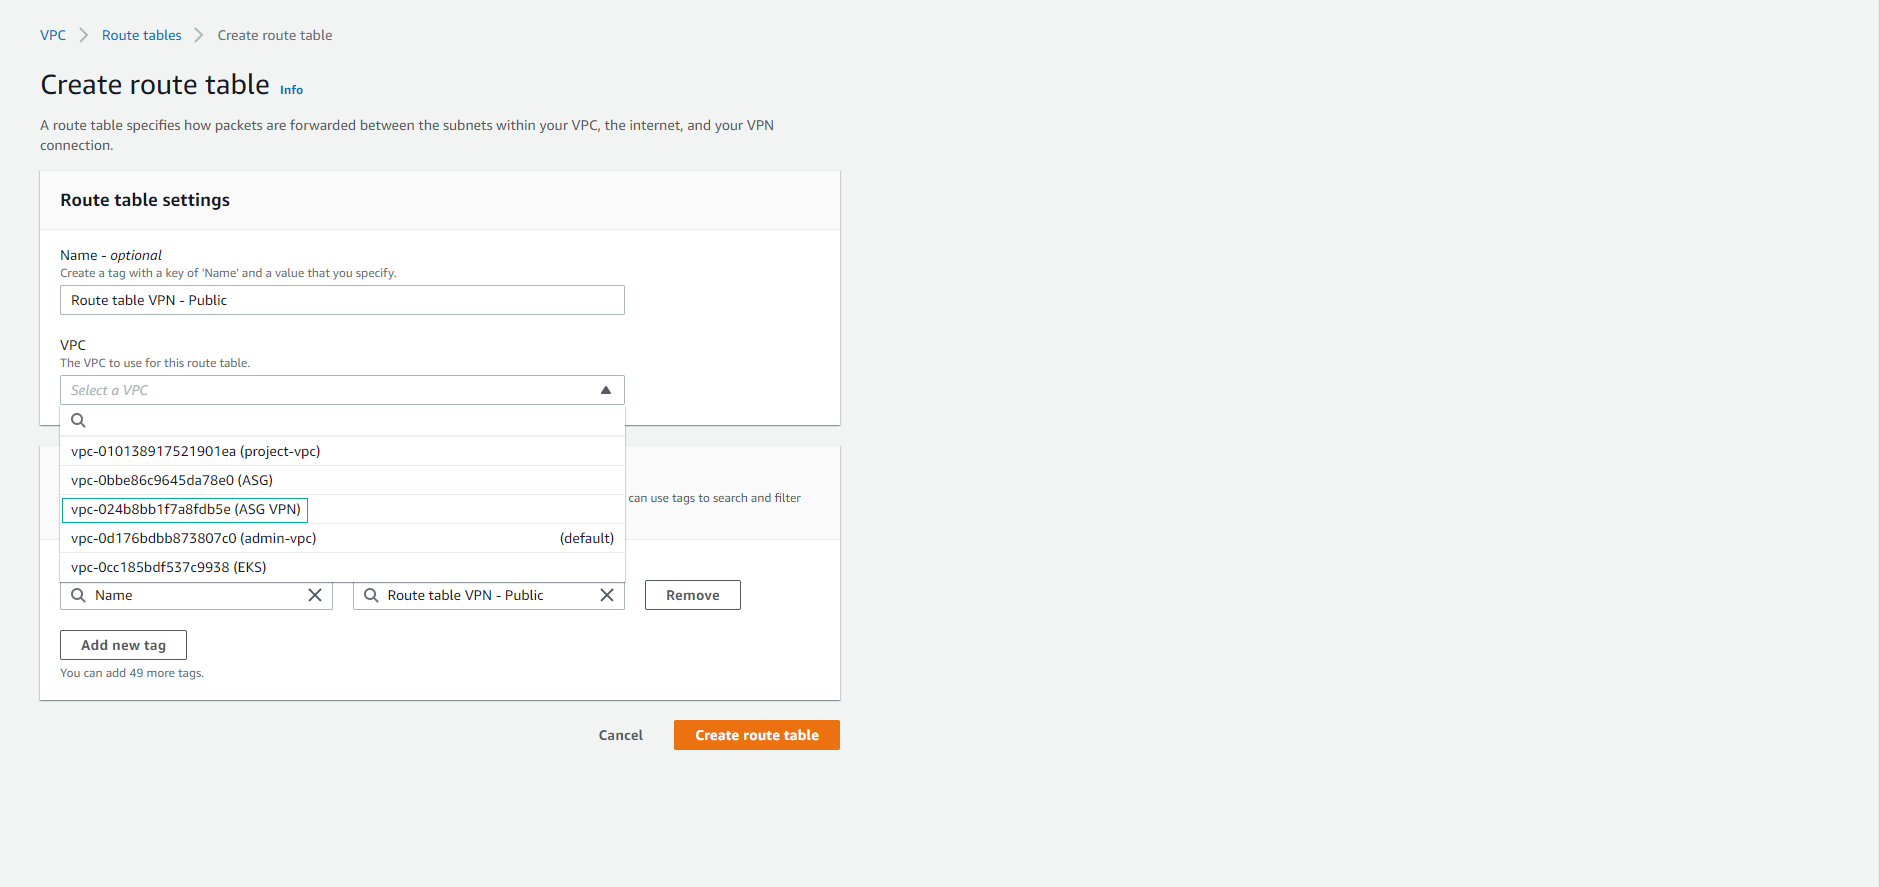 VPC > Route tables > Create route table
Create route table Info
A route table specifies how packets are forwarded between the subnets within your VPC, the internet, and your VPN
connection.
Route table settings
Name - optional
Create a tag with a key of 'Name' and a value that you specify.
Route table VPN - Public
VPC
The VPC to use for this route table.
Select a VPC
vpc-010138917521901ea (project-vpc)
vpc-0bbe86c9645da78e0 (ASG)
can use tags to search and filter
vpc-024b8bb1f7a8fdb5e (ASG VPN)
vpc-0d176bdbb873807c0 (admin-vpc) (default)
vpc-0cc185bdf537c9938 (EKS)
Name Route table VPN - Public Remove
Add new tag
You can add 49 more tags.
Cancel Create route table